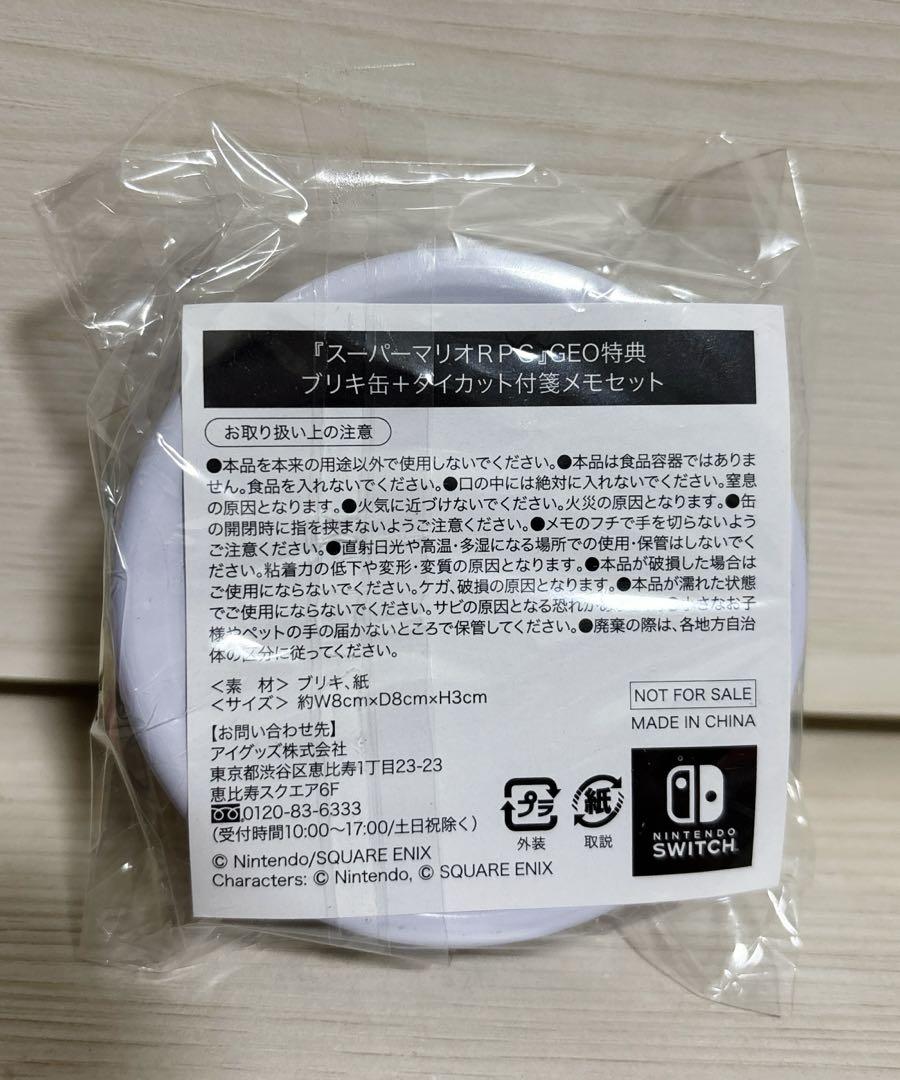 『スーパーマリオRPG』GEO特典
ブリキ缶＋ダイカット付箋メモセット
お取り扱い上の注意
●本品を本来の用途以外で使用しないでください。●本品は食品容器ではありま
せん。食品を入れないでください。●口の中には絶対に入れないでください。窒息
の原因となります。●火気に近づけないでください。火災の原因となります。●缶
の開閉時に指を挟まないようご注意ください。●メモのフチで手を切らないよう
ご注意ください。●直射日光や高温・多湿になる場所での使用・保管はしないでく
ださい。粘着力の低下や変形・変質の原因となります。●本品が破損した場合は
ご使用にならないでください。ケガ、破損の原因となります。●本品が濡れた状態
でご使用にならないでください。サビの原因となる恐れがあ 小さなお子
様やペットの手の届かないところで保管してください。●廃棄の際は、各地方自治
体の区分に従ってください。
＜素 材＞ ブリキ、紙
＜サイズ＞ 約W8cm×D8cm×H3cm
NOT FOR SALE
MADE IN CHINA
【お問い合わせ先】
アイグッズ株式会社
東京都渋谷区恵比寿1丁目23-23
恵比寿スクエア6F
0120-83-6333
(受付時間10:00〜17:00/土日祝除く)
プラ
外装
紙
取説
NINTENDO
SWITCH
© Nintendo/SQUARE ENIX
Characters: © Nintendo, © SQUARE ENIX